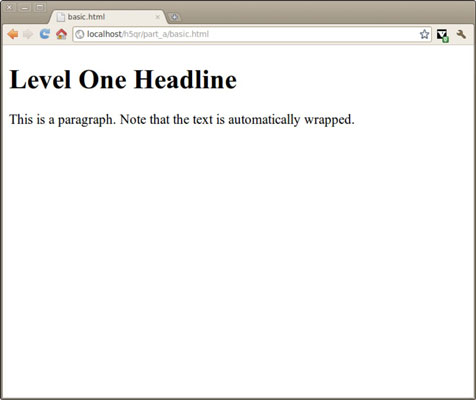 basic.html
localhost/h5qr/part_a/basic.html
Level One Headline
This is a paragraph. Note that the text is automatically wrapped.